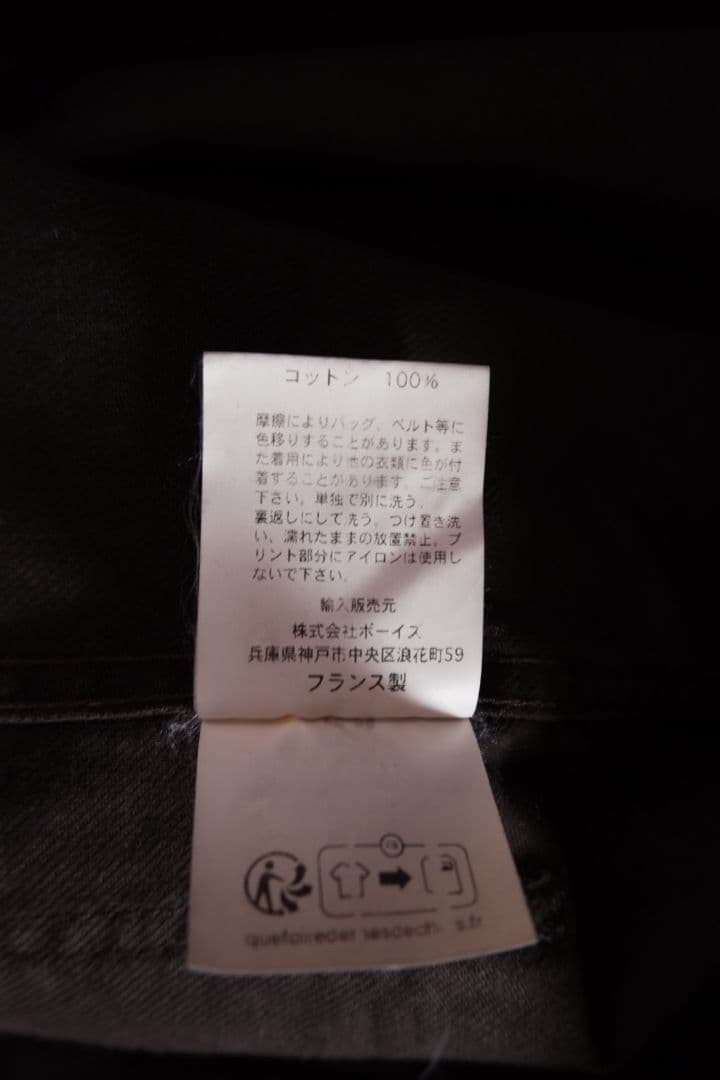 コットン 100%
摩擦によりバッグ、ベルト等に
色移りすることがあります。ま
た着用により他の衣類に色が付
着することがあります。ご注意
下さい。単独で別に洗う。
裏返しにして洗う。つけ置き洗
い、濡れたままの放置禁止。プ
リント部分にアイロンは使用し
ないで下さい。
輸入販売元
株式会社ボーイズ
兵庫県神戸市中央区浪花町59
フランス製
FR